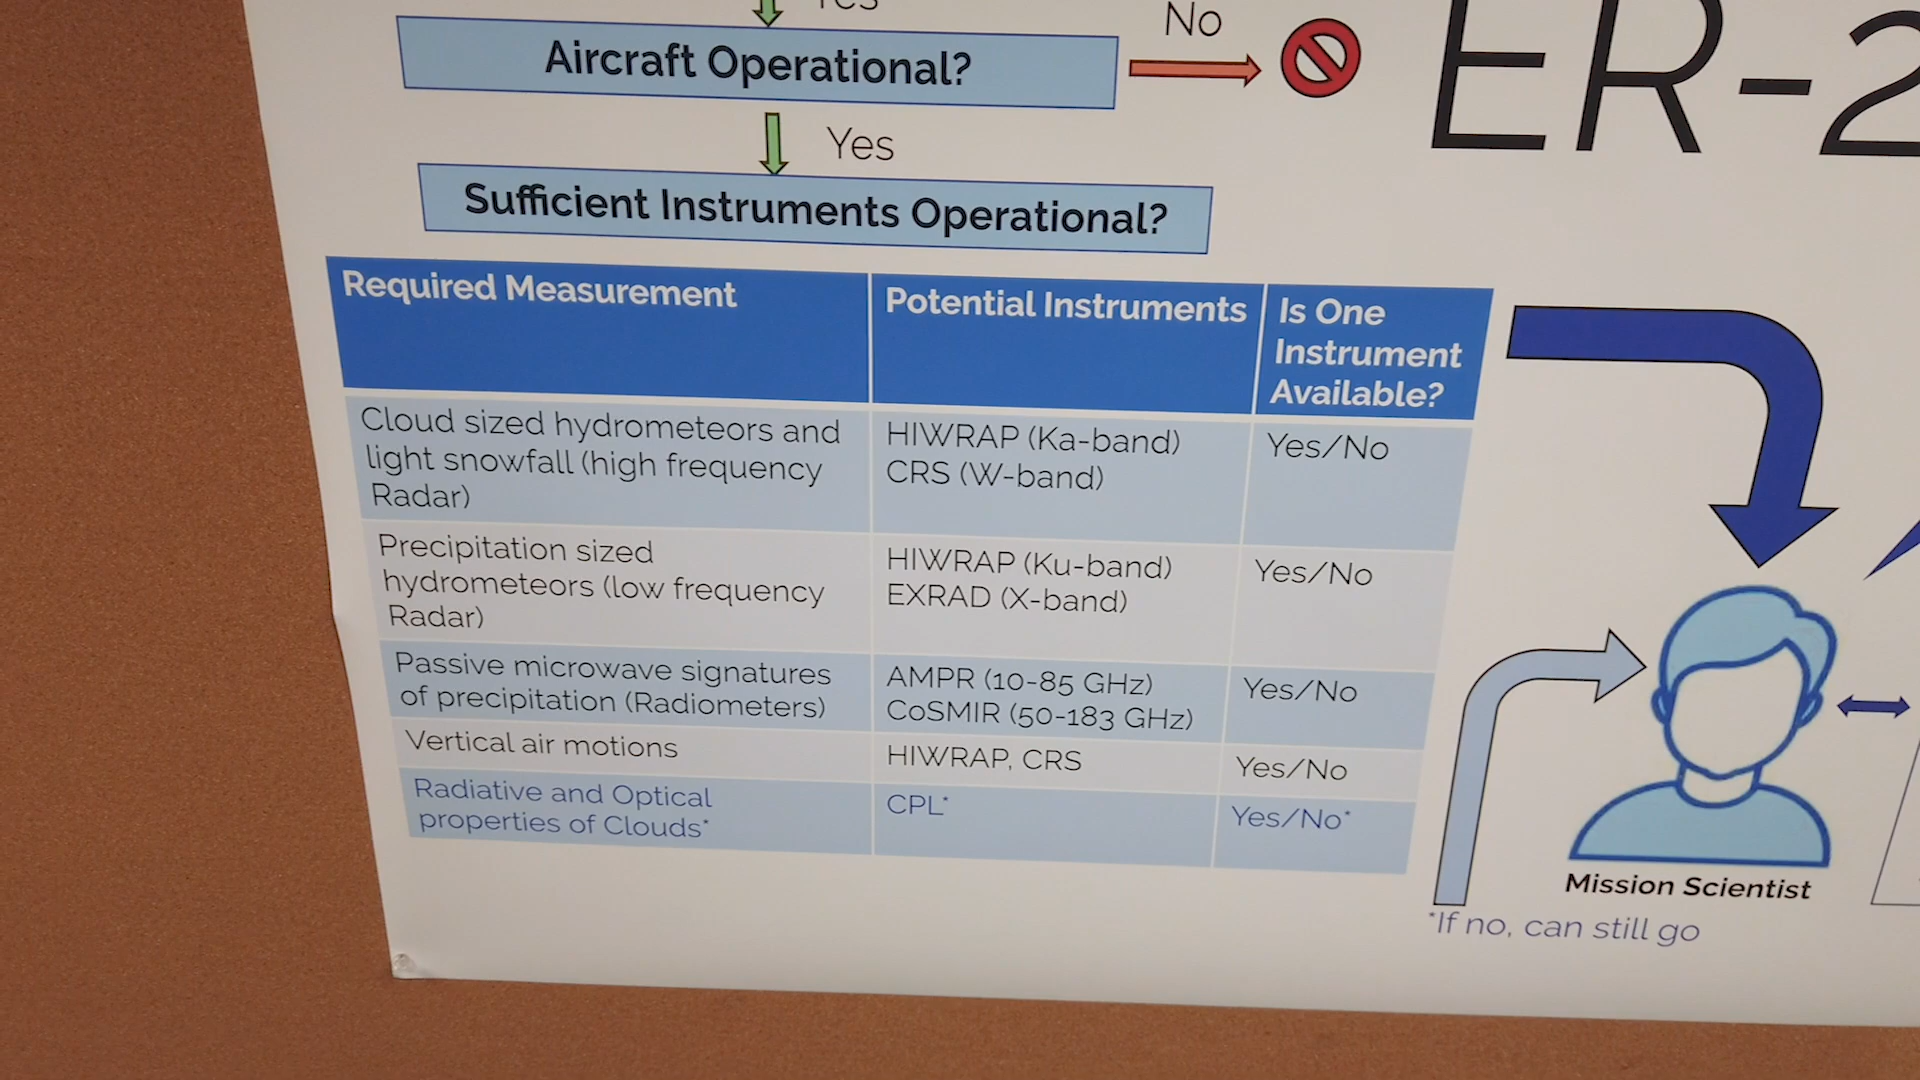 Yes
No
Aircraft Operational?
ER-2
Yes
Sufficient Instruments Operational?
Required Measurement
Potential Instruments
Is One
Instrument
Available?
Cloud sized hydrometeors and
light snowfall (high frequency
Radar)
HIWRAP (Ka-band)
CRS (W-band)
Yes/No
Precipitation sized
hydrometeors (low frequency
Radar)
HIWRAP (Ku-band)
EXRAD (X-band)
Yes/No
Passive microwave signatures
of precipitation (Radiometers)
AMPR (10-85 GHz)
CoSMIR (50-183 GHz)
Yes/No
Vertical air motions
HIWRAP, CRS
Yes/No
Radiative and Optical
properties of Clouds*
CPL*
Yes/No*
Mission Scientist
*If no, can still go